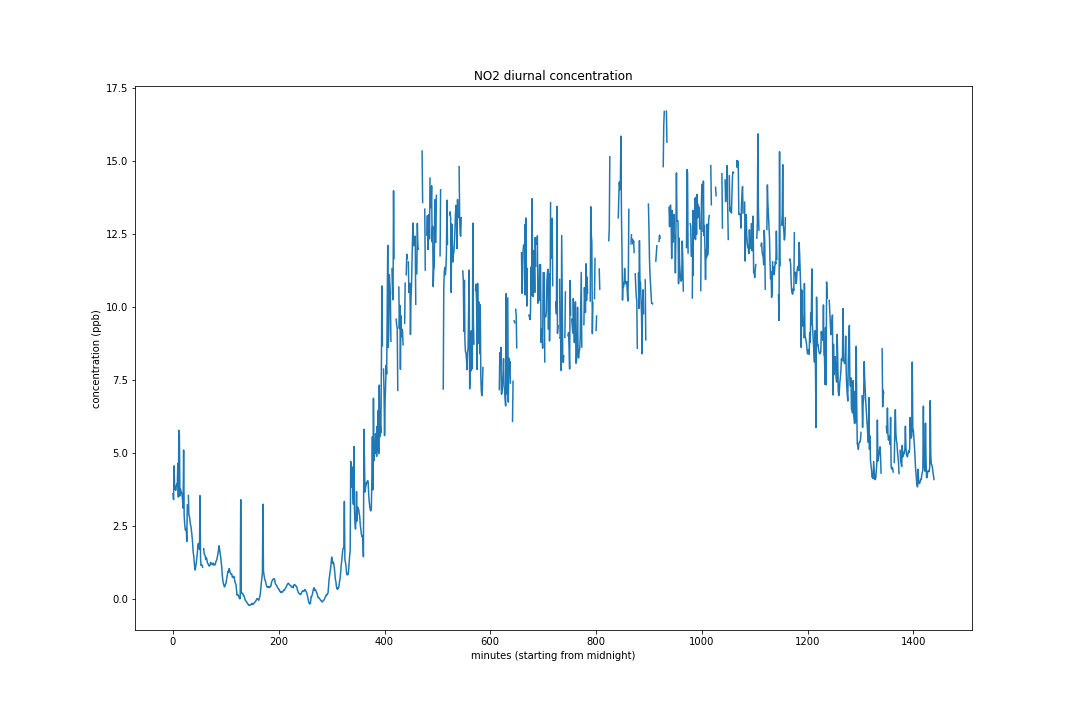 NO2 diurnal concentration
17.5
15.0
12.5
10.0
7.5
5.0
2.5
0.0
concentration (ppb)
0 200 400 600 800 1000 1200 1400
minutes (starting from midnight)